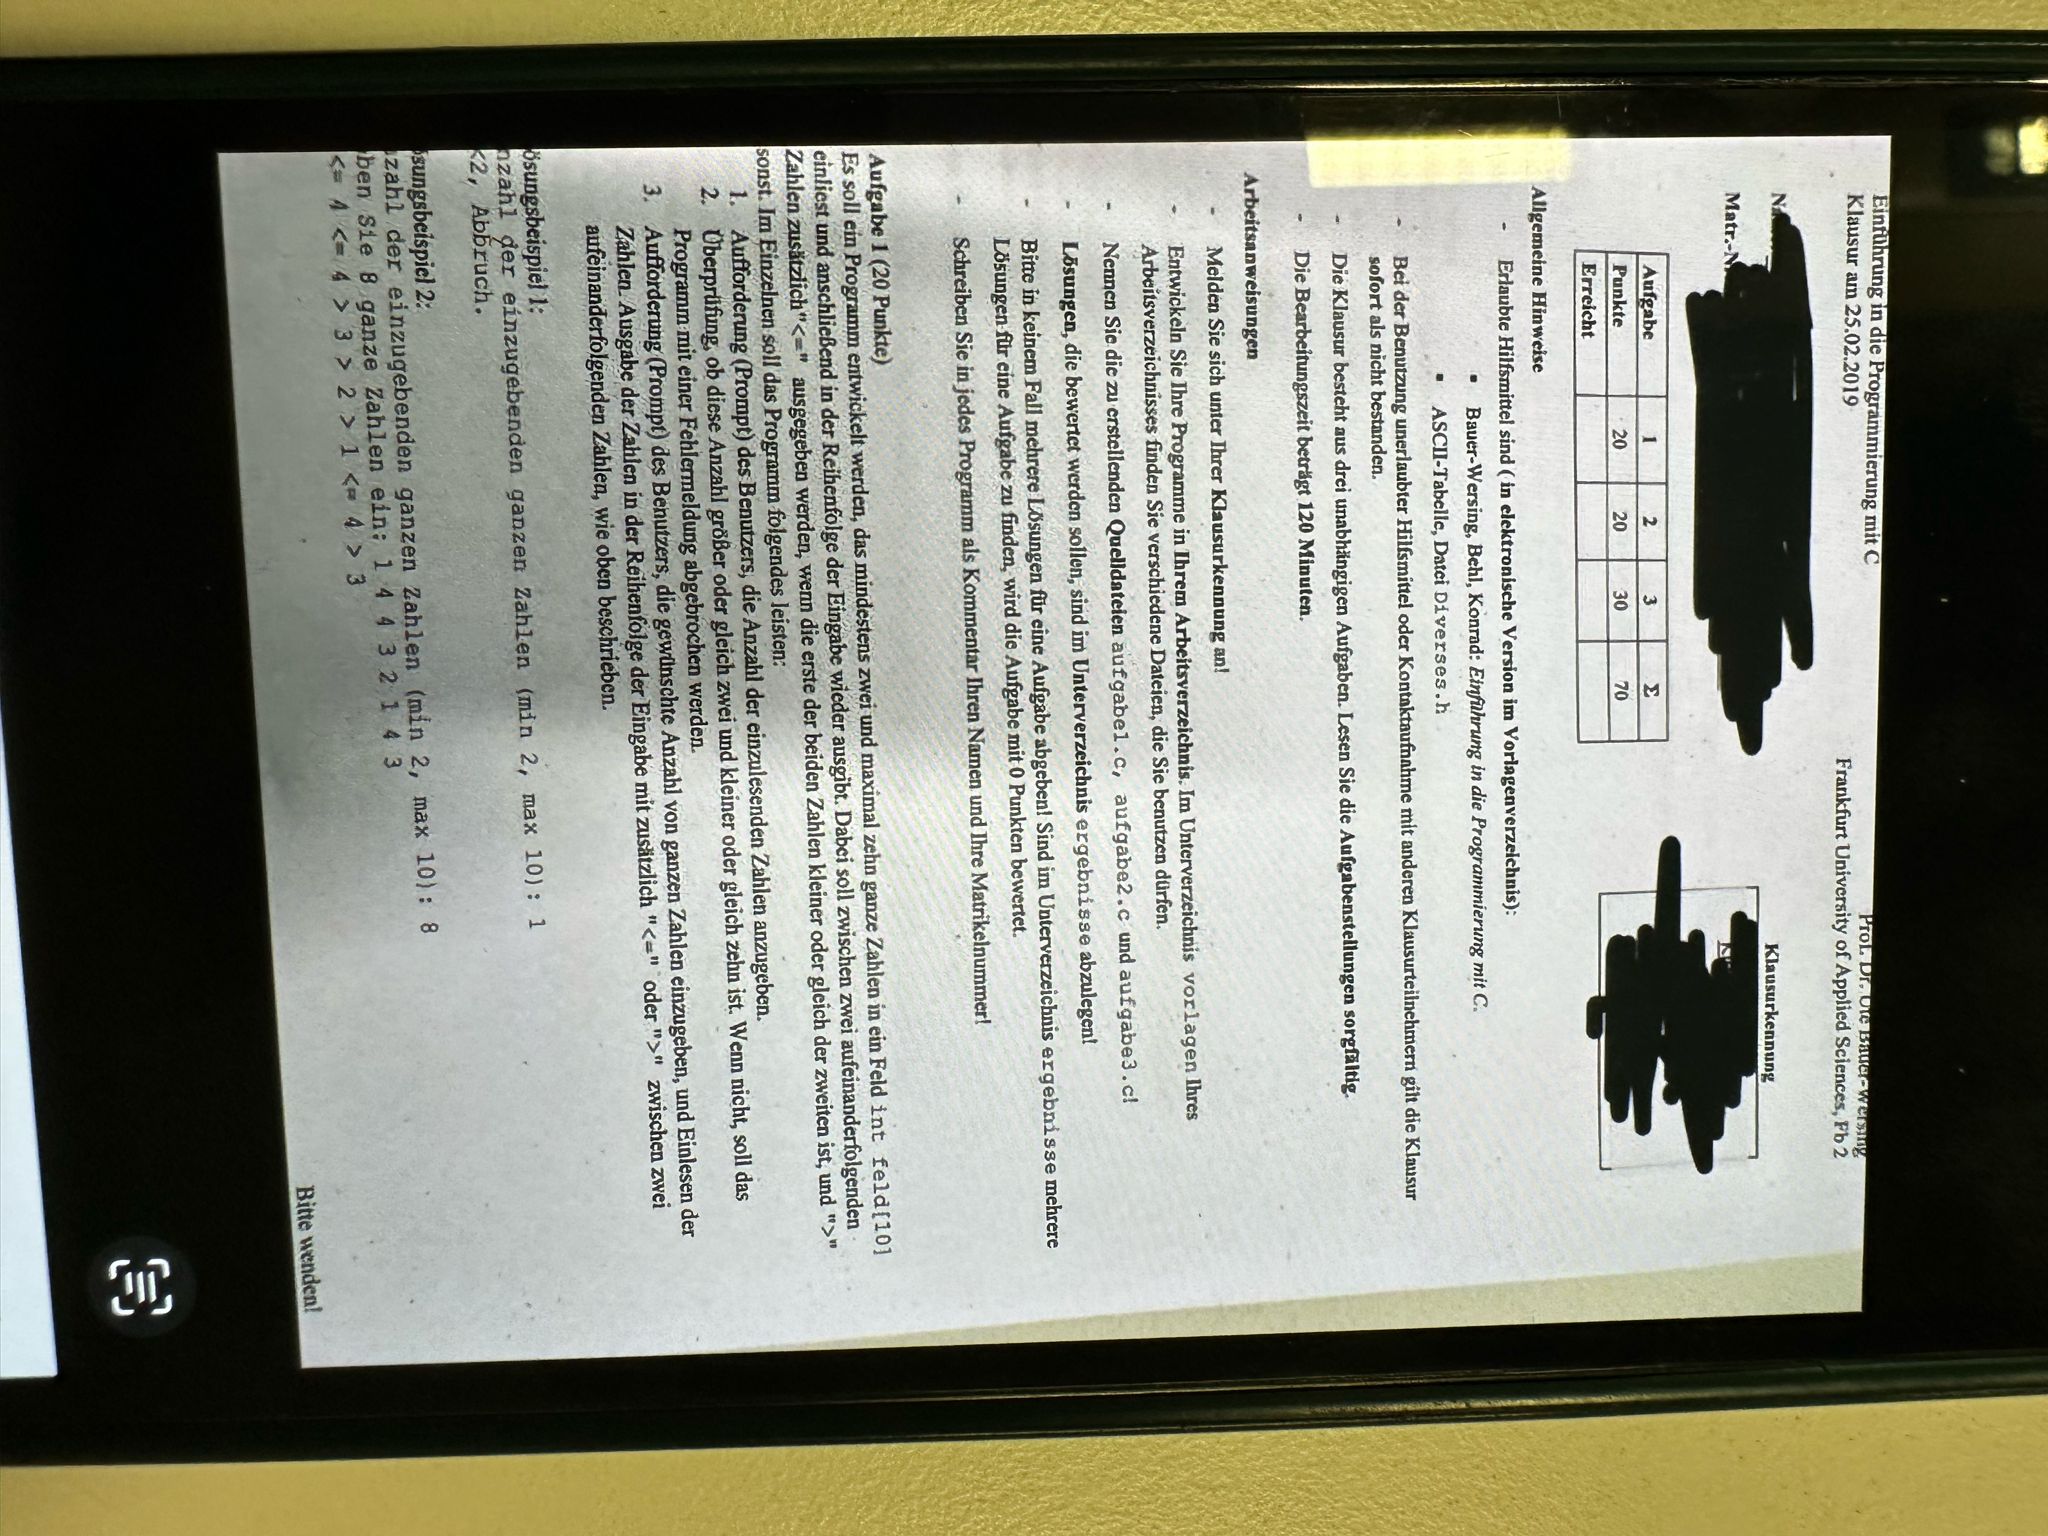 Einführung in die Programmierung mit C
Klausur am 25.02.2019
Prof. Dr. Ute Bauer-Wersing
Frankfurt University of Applied Sciences, Fb 2
Klausurkennung
Matr.-N
Aufgabe 1 2 3 Σ
Punkte 20 20 30 70
Erreicht
Allgemeine Hinweise
- Erlaubte Hilfsmittel sind ( in elektronische Version im Vorlagenverzeichnis):
▪ Bauer-Wersing, Behl, Konrad: Einführung in die Programmierung mit C.
▪ ASCII-Tabelle, Datei Diverses.h
- Bei der Benutzung unerlaubter Hilfsmittel oder Kontaktaufnahme mit anderen Klausurteilnehmern gilt die Klausur
sofort als nicht bestanden.
- Die Klausur besteht aus drei unabhängigen Aufgaben. Lesen Sie die Aufgabenstellungen sorgfältig.
- Die Bearbeitungszeit beträgt 120 Minuten.
Arbeitsanweisungen
- Melden Sie sich unter Ihrer Klausurkennung an!
- Entwickeln Sie Ihre Programme in Ihrem Arbeitsverzeichnis. Im Unterverzeichnis vorlagen Ihres
Arbeitsverzeichnisses finden Sie verschiedene Dateien, die Sie benutzen dürfen.
- Nennen Sie die zu erstellenden Quelldateien aufgabe1.c, aufgabe2.c und aufgabe3.c!
- Lösungen, die bewertet werden sollen, sind im Unterverzeichnis ergebnisse abzulegen!
- Bitte in keinem Fall mehrere Lösungen für eine Aufgabe abgeben! Sind im Unterverzeichnis ergebnisse mehrere
Lösungen für eine Aufgabe zu finden, wird die Aufgabe mit 0 Punkten bewertet.
- Schreiben Sie in jedes Programm als Kommentar Ihren Namen und Ihre Matrikelnummer!
Aufgabe 1 (20 Punkte)
Es soll ein Programm entwickelt werden, das mindestens zwei und maximal zehn ganze Zahlen in ein Feld int feld[10]
einliest und anschließend in der Reihenfolge der Eingabe wieder ausgibt. Dabei soll zwischen zwei aufeinanderfolgenden
Zahlen zusätzlich"<=" ausgegeben werden, wenn die erste der beiden Zahlen kleiner oder gleich der zweiten ist, und ">"
sonst. Im Einzelnen soll das Programm folgendes leisten:
1. Aufforderung (Prompt) des Benutzers, die Anzahl der einzulesenden Zahlen anzugeben.
2. Überprüfung, ob diese Anzahl größer oder gleich zwei und kleiner oder gleich zehn ist. Wenn nicht, soll das
Programm mit einer Fehlermeldung abgebrochen werden.
3. Aufforderung (Prompt) des Benutzers, die gewünschte Anzahl von ganzen Zahlen einzugeben, und Einlesen der
Zahlen. Ausgabe der Zahlen in der Reihenfolge der Eingabe mit zusätzlich "<=" oder ">" zwischen zwei
aufeinanderfolgenden Zahlen, wie oben beschrieben.
ösungsbeispiel 1:
nzahl der einzugebenden ganzen Zahlen (min 2, max 10): 1
<2, Abbruch.
sungsbeispiel 2:
zahl der einzugebenden ganzen Zahlen (min 2, max 10): 8
ben Sie 8 ganze Zahlen ein: 1 4 4 3 2 1 4 3
<= 4 <= 4 > 3 > 2 > 1 <= 4 > 3
Bitte wenden!